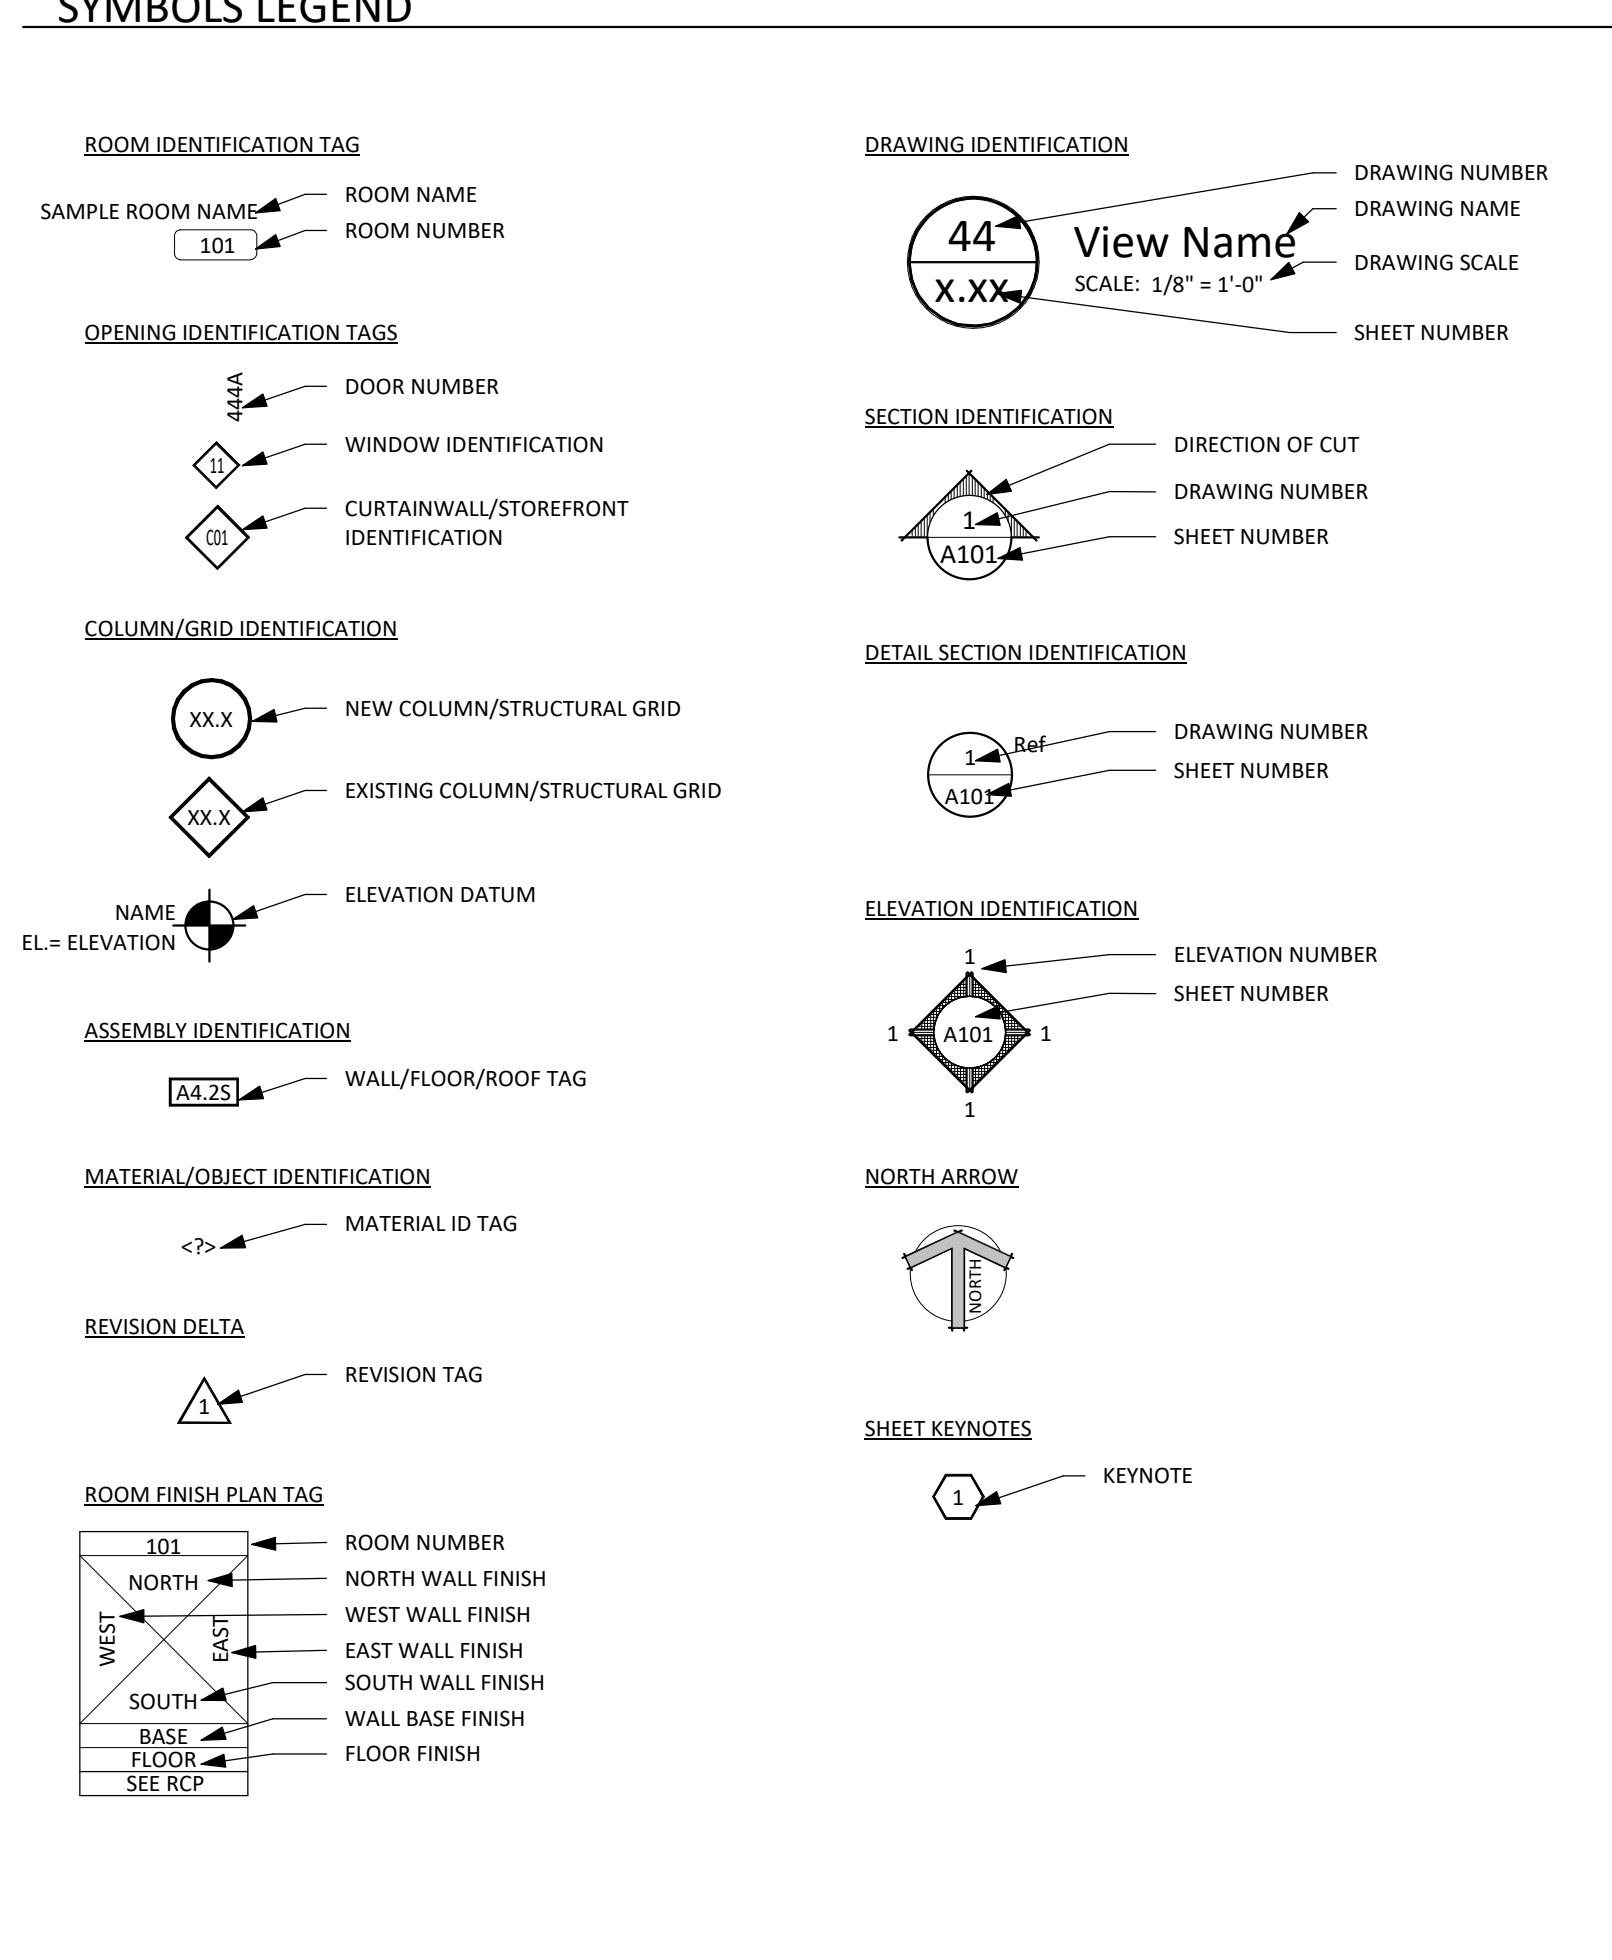 SYMBOLS LEGEND
ROOM IDENTIFICATION TAG
SAMPLE ROOM NAME
101
ROOM NAME
ROOM NUMBER
OPENING IDENTIFICATION TAGS
444A
DOOR NUMBER
11
WINDOW IDENTIFICATION
C01
CURTAINWALL/STOREFRONT
IDENTIFICATION
COLUMN/GRID IDENTIFICATION
XX.X
NEW COLUMN/STRUCTURAL GRID
XX.X
EXISTING COLUMN/STRUCTURAL GRID
NAME
EL.= ELEVATION
ELEVATION DATUM
ASSEMBLY IDENTIFICATION
A4.2S
WALL/FLOOR/ROOF TAG
MATERIAL/OBJECT IDENTIFICATION
<?>
MATERIAL ID TAG
REVISION DELTA
1
REVISION TAG
ROOM FINISH PLAN TAG
101
NORTH
WEST
EAST
SOUTH
BASE
FLOOR
SEE RCP
ROOM NUMBER
NORTH WALL FINISH
WEST WALL FINISH
EAST WALL FINISH
SOUTH WALL FINISH
WALL BASE FINISH
FLOOR FINISH
DRAWING IDENTIFICATION
44
x.xx
View Name
SCALE: 1/8" = 1'-0"
DRAWING NUMBER
DRAWING NAME
DRAWING SCALE
SHEET NUMBER
SECTION IDENTIFICATION
1
A101
DIRECTION OF CUT
DRAWING NUMBER
SHEET NUMBER
DETAIL SECTION IDENTIFICATION
1
A101
Ref
DRAWING NUMBER
SHEET NUMBER
ELEVATION IDENTIFICATION
1
1
A101
1
1
ELEVATION NUMBER
SHEET NUMBER
NORTH ARROW
NORTH
SHEET KEYNOTES
1
KEYNOTE